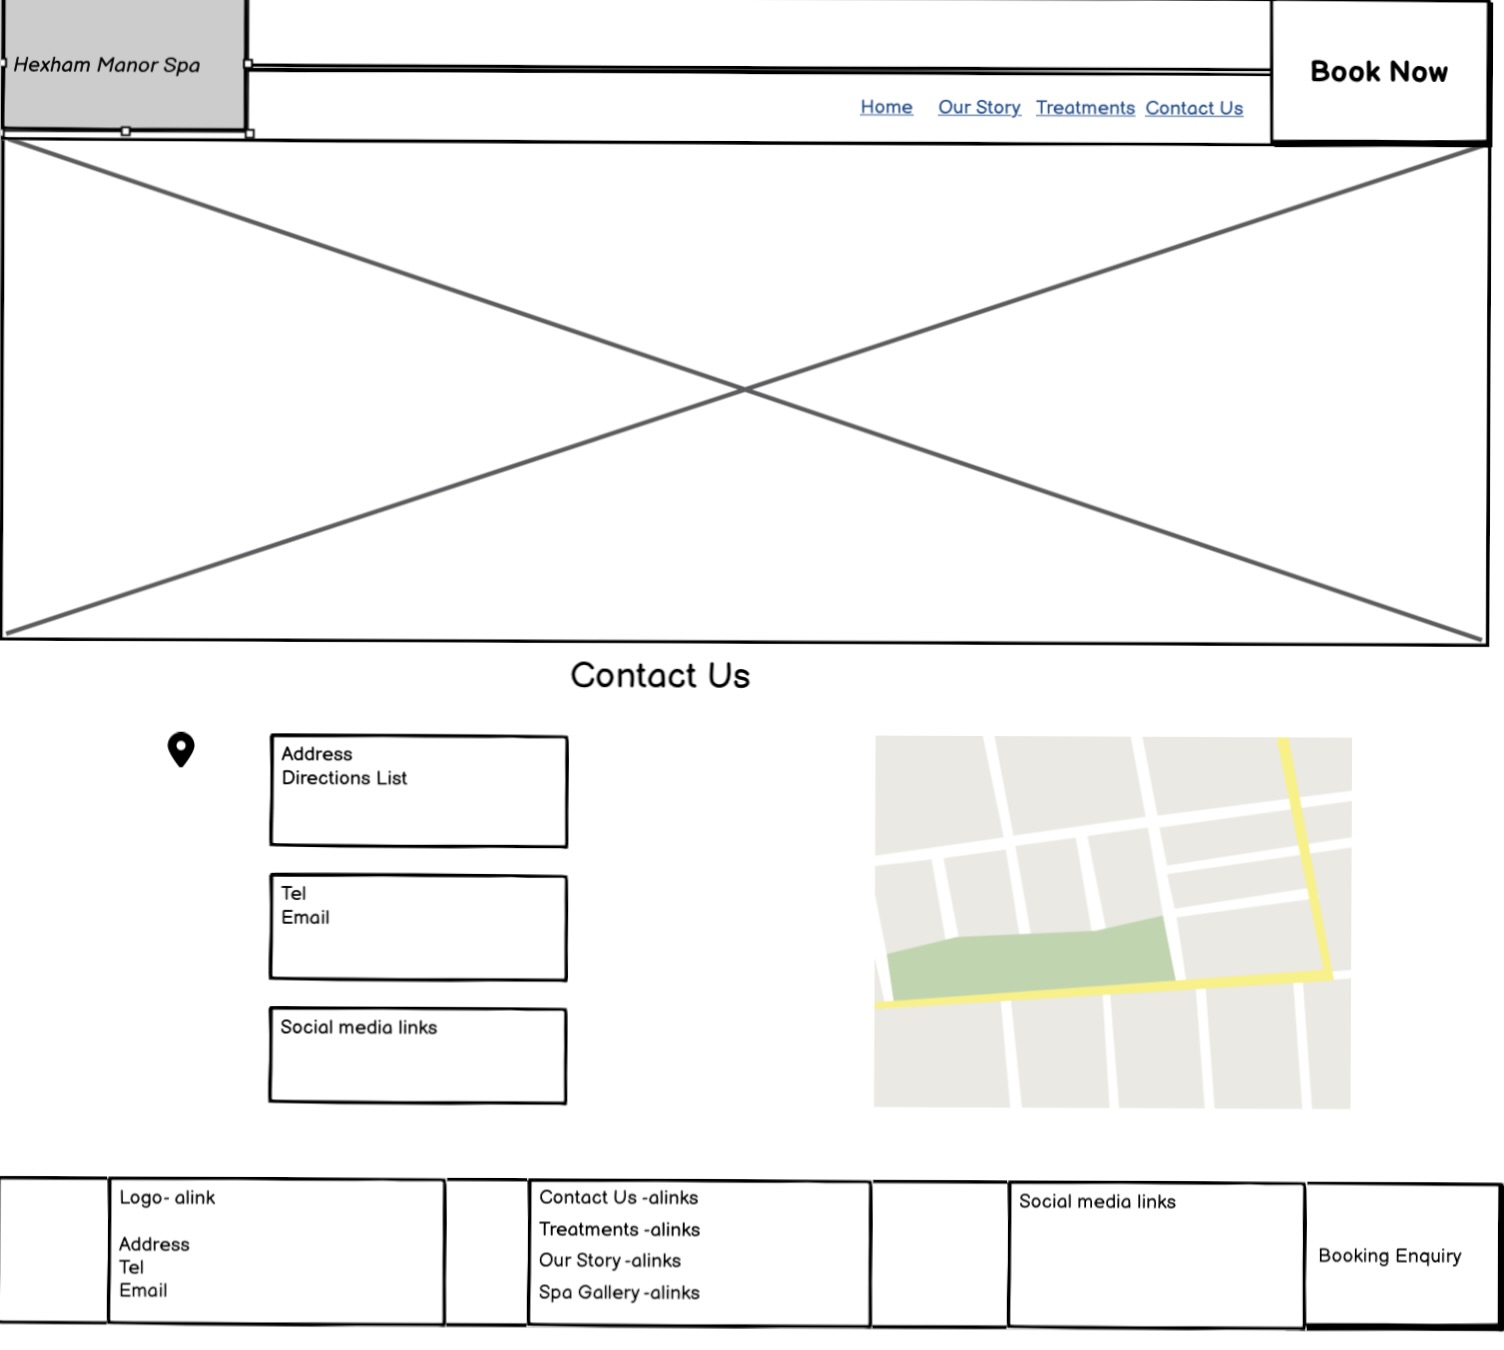 Hexham Manor Spa
Book Now
Home Our Story Treatments Contact Us
Contact Us
Address
Directions List
Tel
Email
Social media links
Logo- alink
Address
Tel
Email
Contact Us -alinks
Treatments -alinks
Our Story -alinks
Spa Gallery -alinks
Social media links
Booking Enquiry